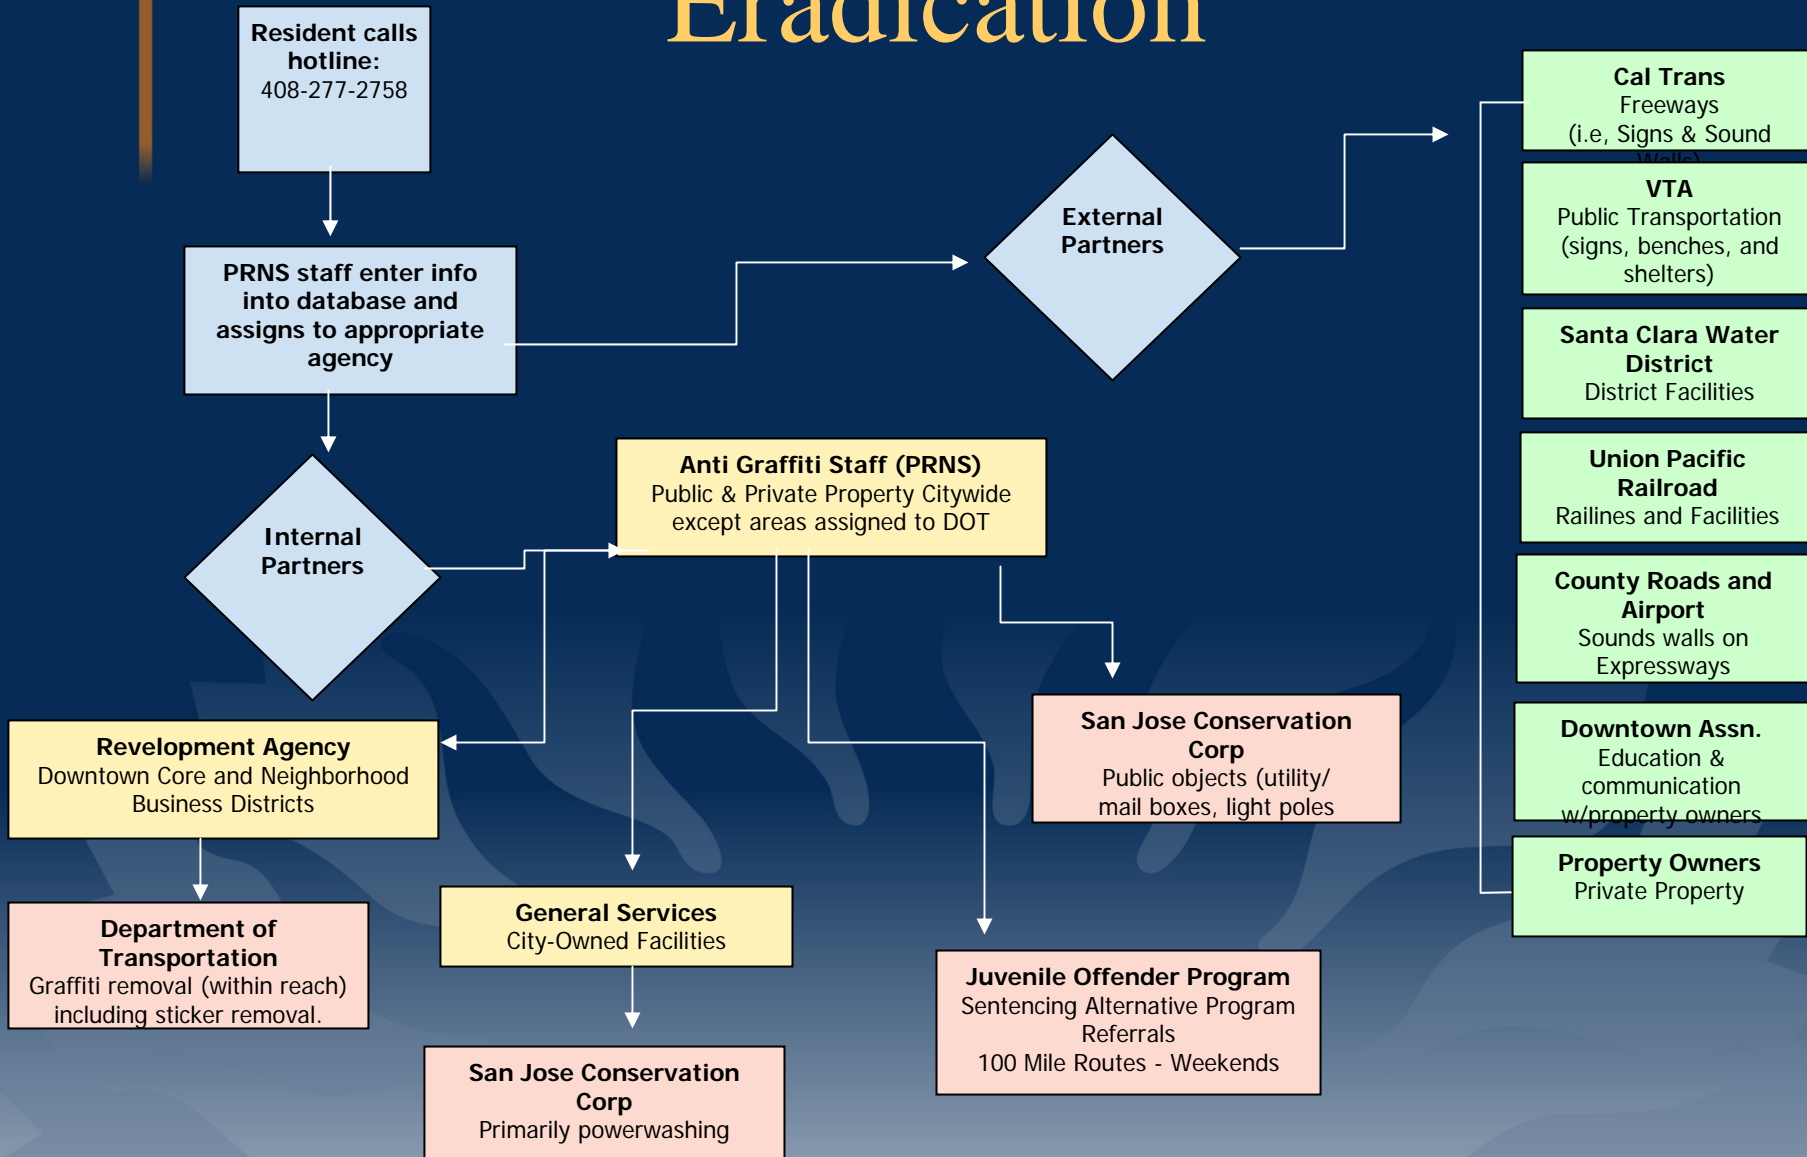 Eradication
Resident calls
hotline:
408-277-2758
PRNS staff enter info
into database and
assigns to appropriate
agency
External
Partners
Internal
Partners
Anti Graffiti Staff (PRNS)
Public & Private Property Citywide
except areas assigned to DOT
Revelopment Agency
Downtown Core and Neighborhood
Business Districts
Department of
Transportation
Graffiti removal (within reach)
including sticker removal.
General Services
City-Owned Facilities
San Jose Conservation
Corp
Primarily powerwashing
San Jose Conservation
Corp
Public objects (utility/
mail boxes, light poles
Juvenile Offender Program
Sentencing Alternative Program
Referrals
100 Mile Routes - Weekends
Cal Trans
Freeways
(i.e, Signs & Sound
Walls)
VTA
Public Transportation
(signs, benches, and
shelters)
Santa Clara Water
District
District Facilities
Union Pacific
Railroad
Railines and Facilities
County Roads and
Airport
Sounds walls on
Expressways
Downtown Assn.
Education &
communication
w/property owners
Property Owners
Private Property